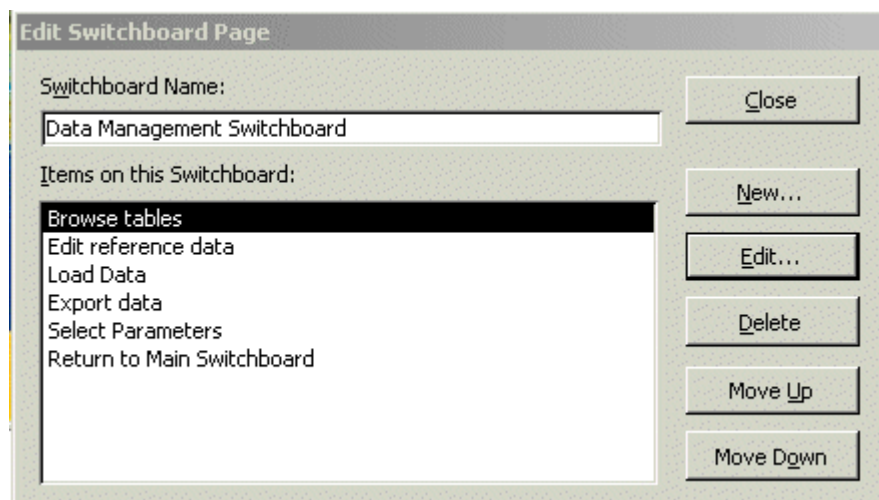 Edit Switchboard Page
Switchboard Name:
Data Management Switchboard
Items on this Switchboard:
Browse tables
Edit reference data
Load Data
Export data
Select Parameters
Return to Main Switchboard
Close
New...
Edit...
Delete
Move Up
Move Down